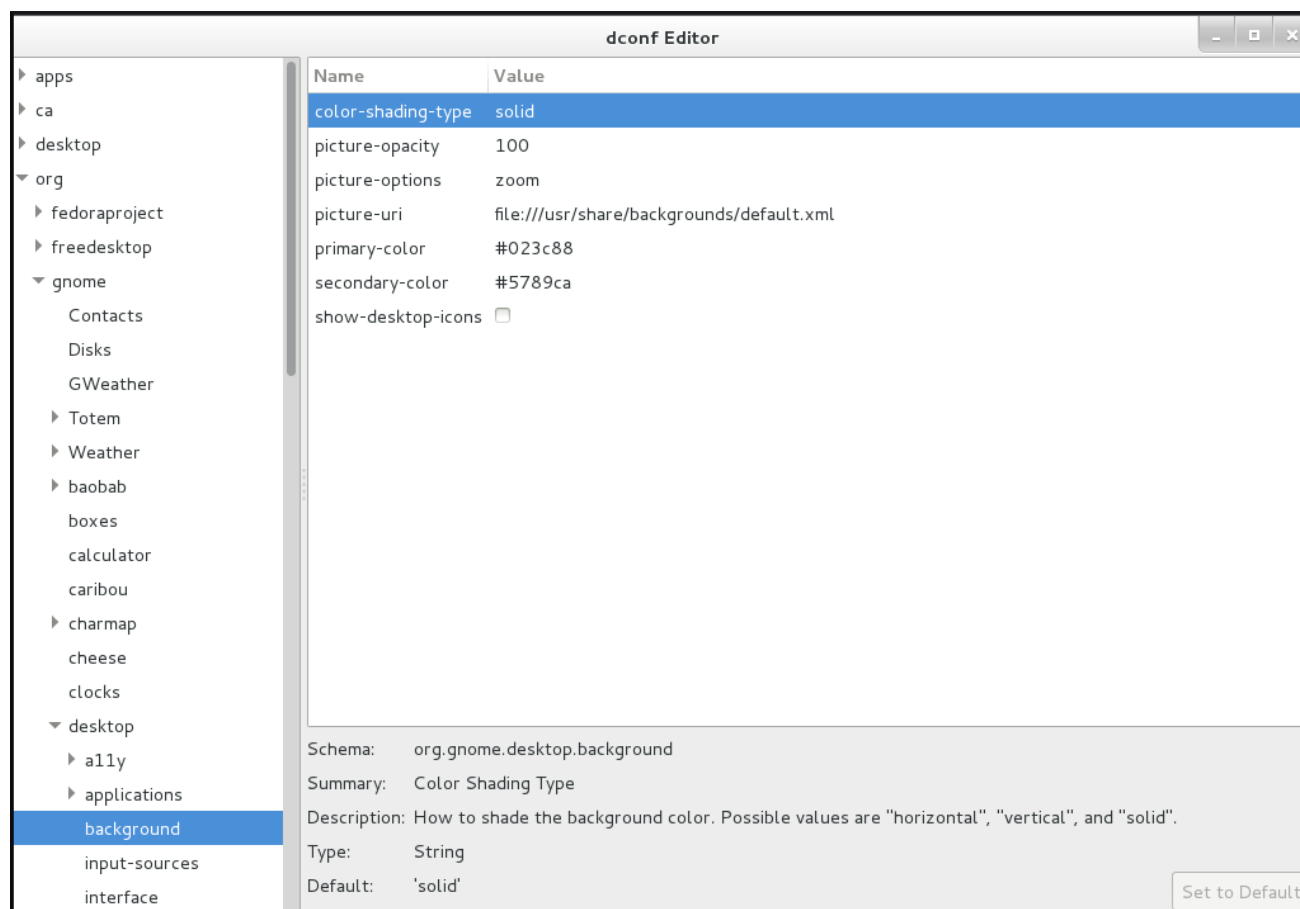 dconf Editor
apps
ca
desktop
org
fedoraproject
freedesktop
gnome
Contacts
Disks
GWeather
Totem
Weather
baobab
boxes
calculator
caribou
charmap
cheese
clocks
desktop
a11y
applications
background
input-sources
interface
Name Value
color-shading-type solid
picture-opacity 100
picture-options zoom
picture-uri file:///usr/share/backgrounds/default.xml
primary-color #023c88
secondary-color #5789ca
show-desktop-icons
Schema: org.gnome.desktop.background
Summary: Color Shading Type
Description: How to shade the background color. Possible values are "horizontal", "vertical", and "solid".
Type: String
Default: 'solid'
Set to Default